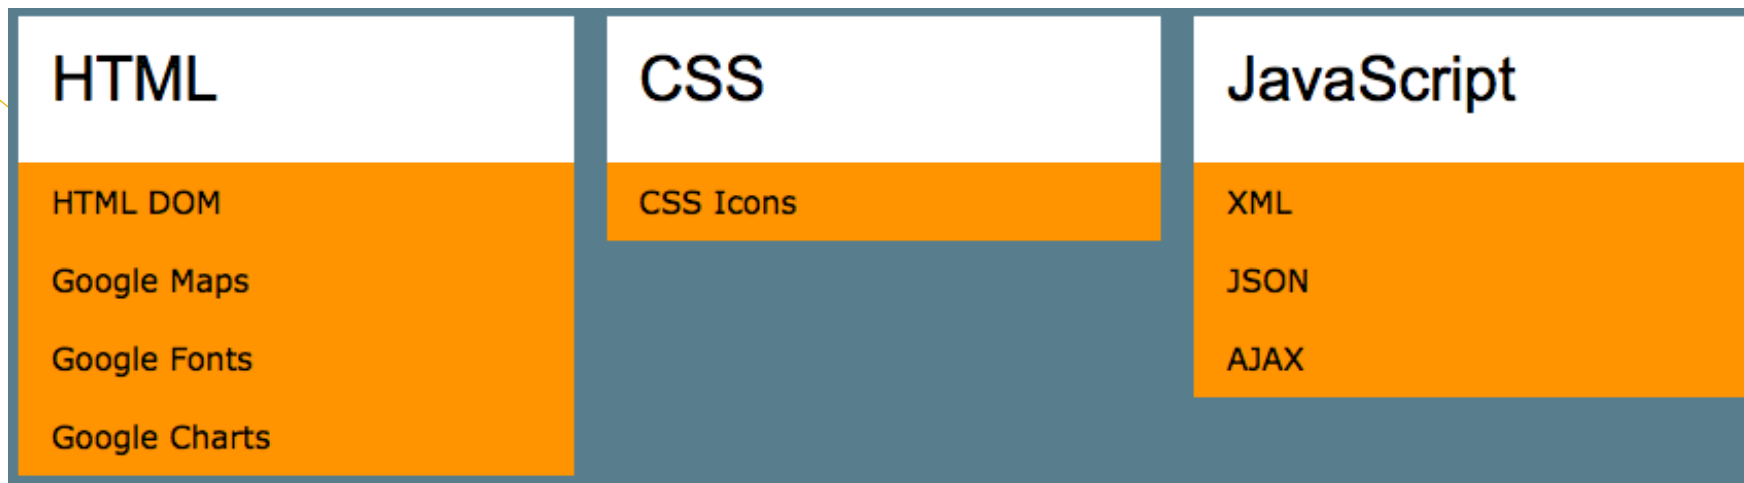 HTML
HTML DOM
Google Maps
Google Fonts
Google Charts
CSS
CSS Icons
JavaScript
XML
JSON
AJAX